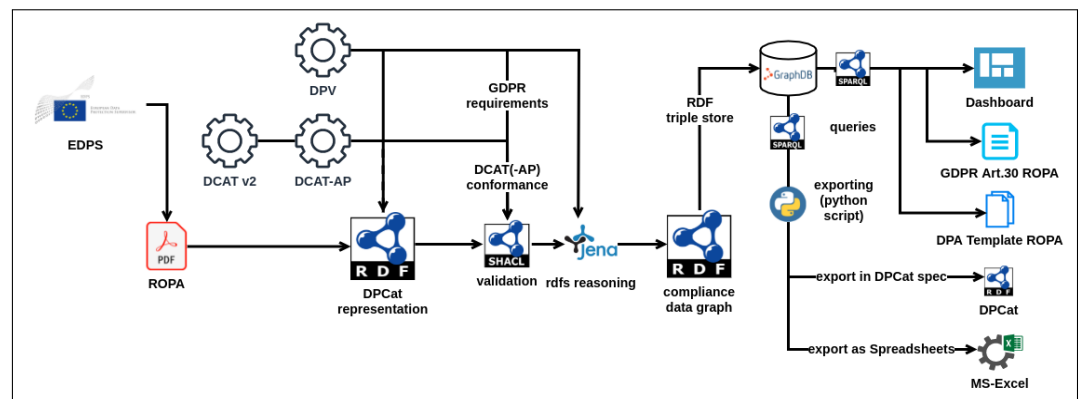 DPV
EDPS
DCAT v2
DCAT-AP
GDPR
requirements
DCAT(-AP)
conformance
PDF
ROPA
RDF
DPCat
representation
SHACL
validation
Jena
rdfs reasoning
RDF
compliance
data graph
RDF
triple store
GraphDB
SPARQL
SPARQL
queries
exporting
(python
script)
Dashboard
GDPR Art.30 ROPA
DPA Template ROPA
export in DPCat spec
RDF
DPCat
export as Spreadsheets
X
MS-Excel